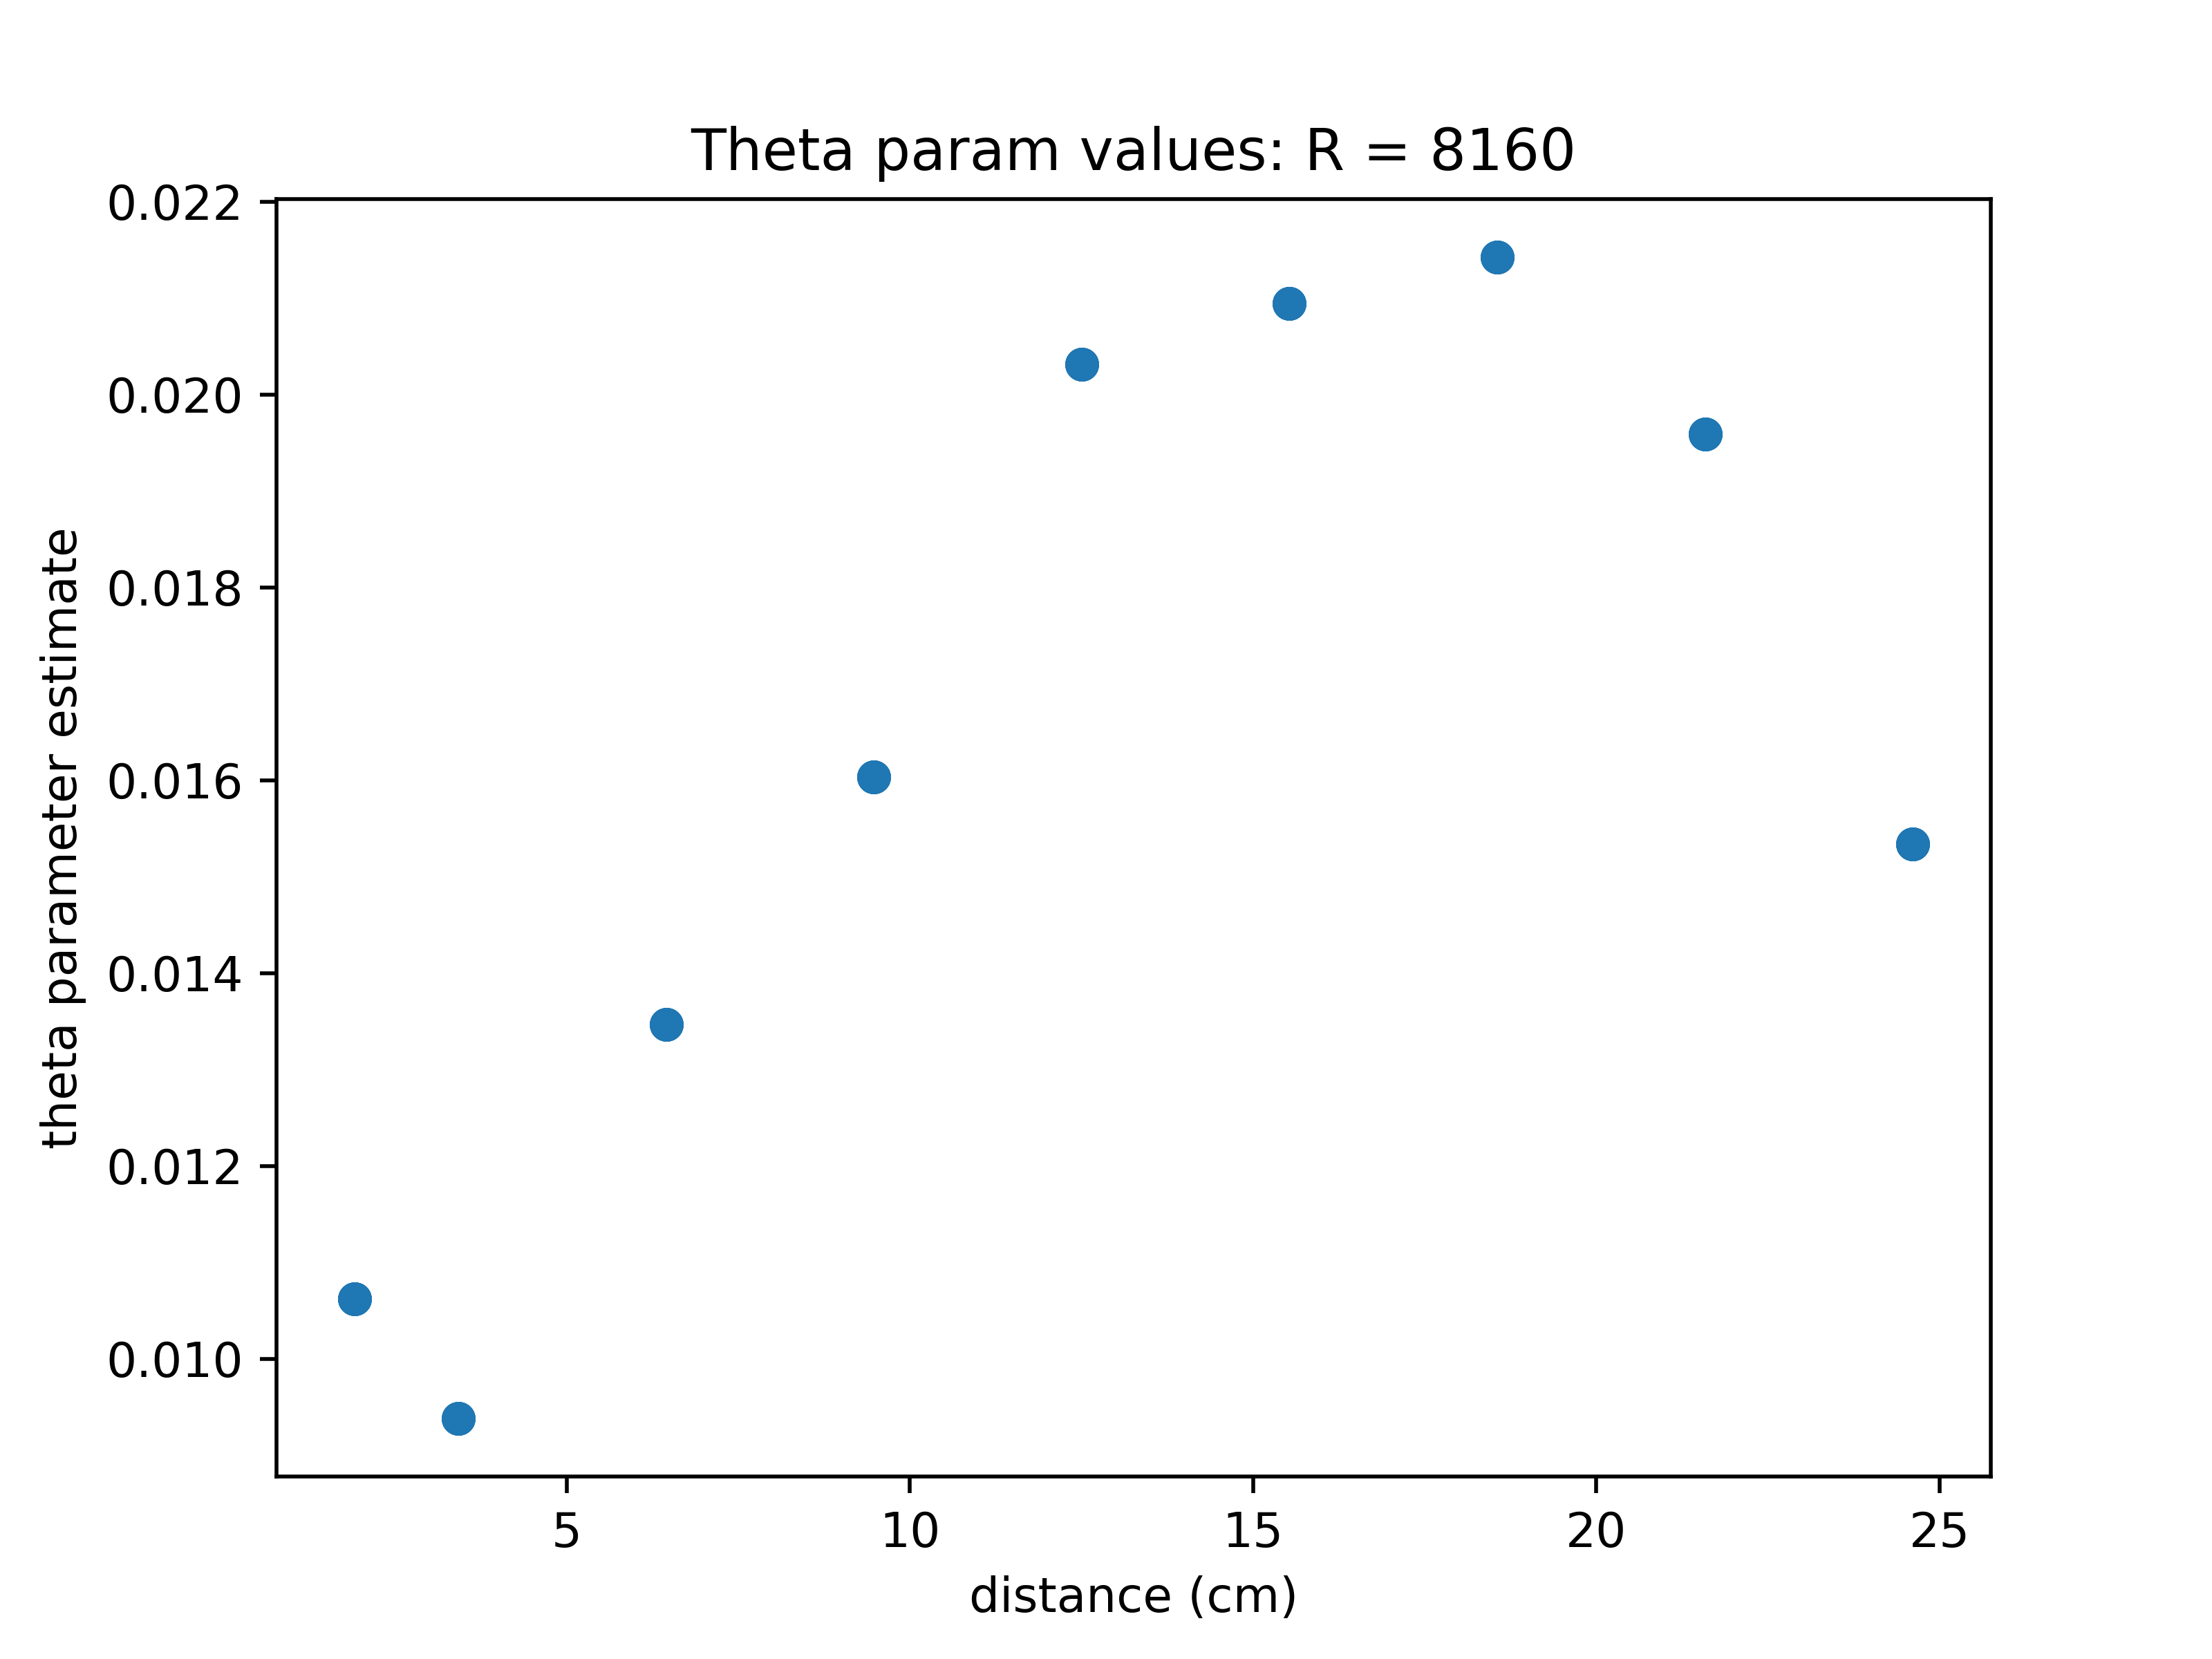 Theta param values: R = 8160
0.022
0.020
0.018
0.016
0.014
0.012
0.010
theta parameter estimate
5 10 15 20 25
distance (cm)